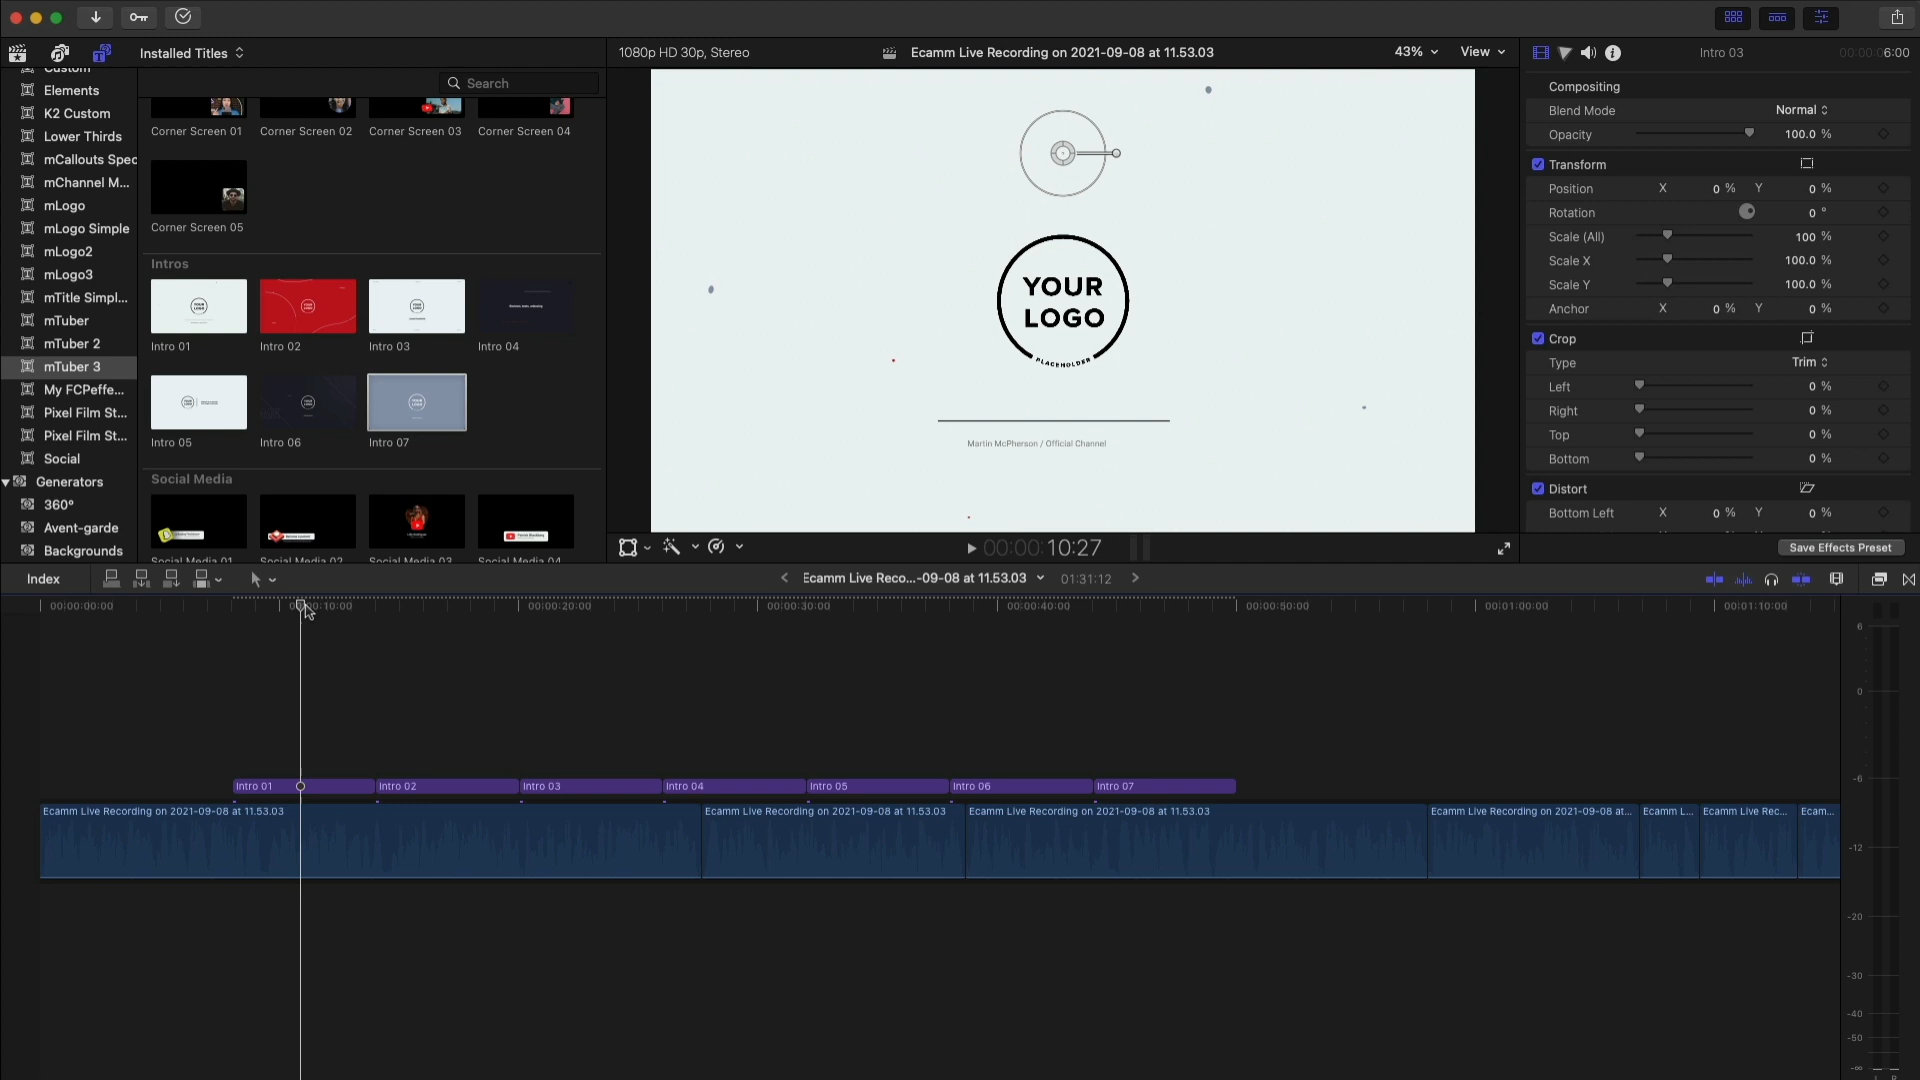 Installed Titles
1080p HD 30p, Stereo
Ecamm Live Recording on 2021-09-08 at 11.53.03
43%
View
Intro 03
00:00:06:00
Custom
Elements
K2 Custom
Lower Thirds
mCallouts Spec
mChannel M...
mLogo
mLogo Simple
mLogo2
mLogo3
mTitle Simpl...
mTuber
mTuber 2
mTuber 3
My FCPeffe...
Pixel Film St...
Pixel Film St...
Social
Generators
360°
Avent-garde
Backgrounds
Search
Corner Screen 01
Corner Screen 02
Corner Screen 03
Corner Screen 04
Corner Screen 05
Intros
YOUR LOGO
Intro 01
Intro 02
Intro 03
Intro 04
Intro 05
Intro 06
Intro 07
Social Media
Social Media 01
Social Media 02
Social Media 03
Social Media 04
YOUR
LOGO
PLACEHOLDER
Martin McPherson / Official Channel
00:00:10:27
Compositing
Blend Mode Normal
Opacity 100.0 %
Transform
Position X 0 % Y 0 %
Rotation 0 °
Scale (All) 100 %
Scale X 100.0 %
Scale Y 100.0 %
Anchor X 0 % Y 0 %
Crop
Type Trim
Left 0 %
Right 0 %
Top 0 %
Bottom 0 %
Distort
Bottom Left X 0 % Y 0 %
Save Effects Preset
Index
Ecamm Live Reco...-09-08 at 11.53.03
01:31:12
00:00:00:00
00:00:10:00
00:00:20:00
00:00:30:00
00:00:40:00
00:00:50:00
00:01:00:00
00:01:10:00
Intro 01
Intro 02
Intro 03
Intro 04
Intro 05
Intro 06
Intro 07
Ecamm Live Recording on 2021-09-08 at 11.53.03
Ecamm Live Recording on 2021-09-08 at 11.53.03
Ecamm Live Recording on 2021-09-08 at 11.53.03
Ecamm Live Recording on 2021-09-08 at...
Ecamm L...
Ecamm Live Rec...
Ecam...
6
0
-6
-12
-20
-30
-40
-50
-∞
L R